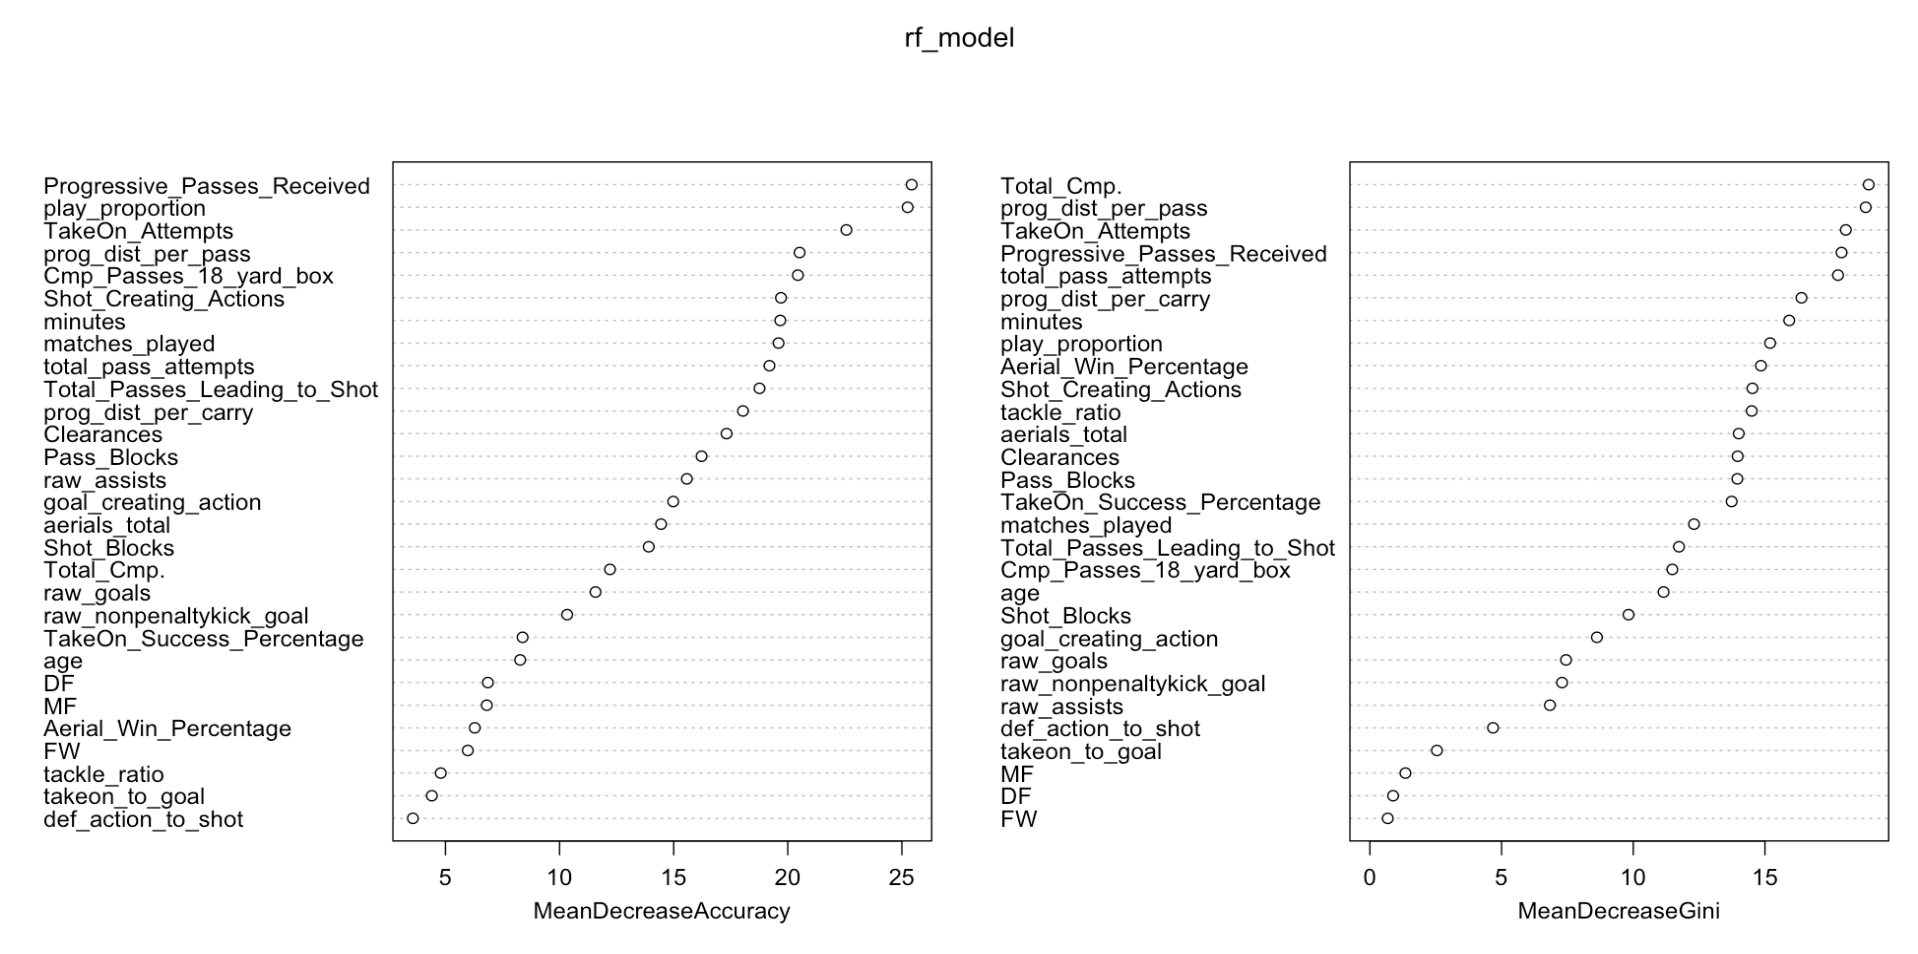 rf_model
Progressive_Passes_Received
play_proportion
TakeOn_Attempts
prog_dist_per_pass
Cmp_Passes_18_yard_box
Shot_Creating_Actions
minutes
matches_played
total_pass_attempts
Total_Passes_Leading_to_Shot
prog_dist_per_carry
Clearances
Pass_Blocks
raw_assists
goal_creating_action
aerials_total
Shot_Blocks
Total_Cmp.
raw_goals
raw_nonpenaltykick_goal
TakeOn_Success_Percentage
age
DF
MF
Aerial_Win_Percentage
FW
tackle_ratio
takeon_to_goal
def_action_to_shot
5 10 15 20 25
MeanDecreaseAccuracy
Total_Cmp.
prog_dist_per_pass
TakeOn_Attempts
Progressive_Passes_Received
total_pass_attempts
prog_dist_per_carry
minutes
play_proportion
Aerial_Win_Percentage
Shot_Creating_Actions
tackle_ratio
aerials_total
Clearances
Pass_Blocks
TakeOn_Success_Percentage
matches_played
Total_Passes_Leading_to_Shot
Cmp_Passes_18_yard_box
age
Shot_Blocks
goal_creating_action
raw_goals
raw_nonpenaltykick_goal
raw_assists
def_action_to_shot
takeon_to_goal
MF
DF
FW
0 5 10 15
MeanDecreaseGini